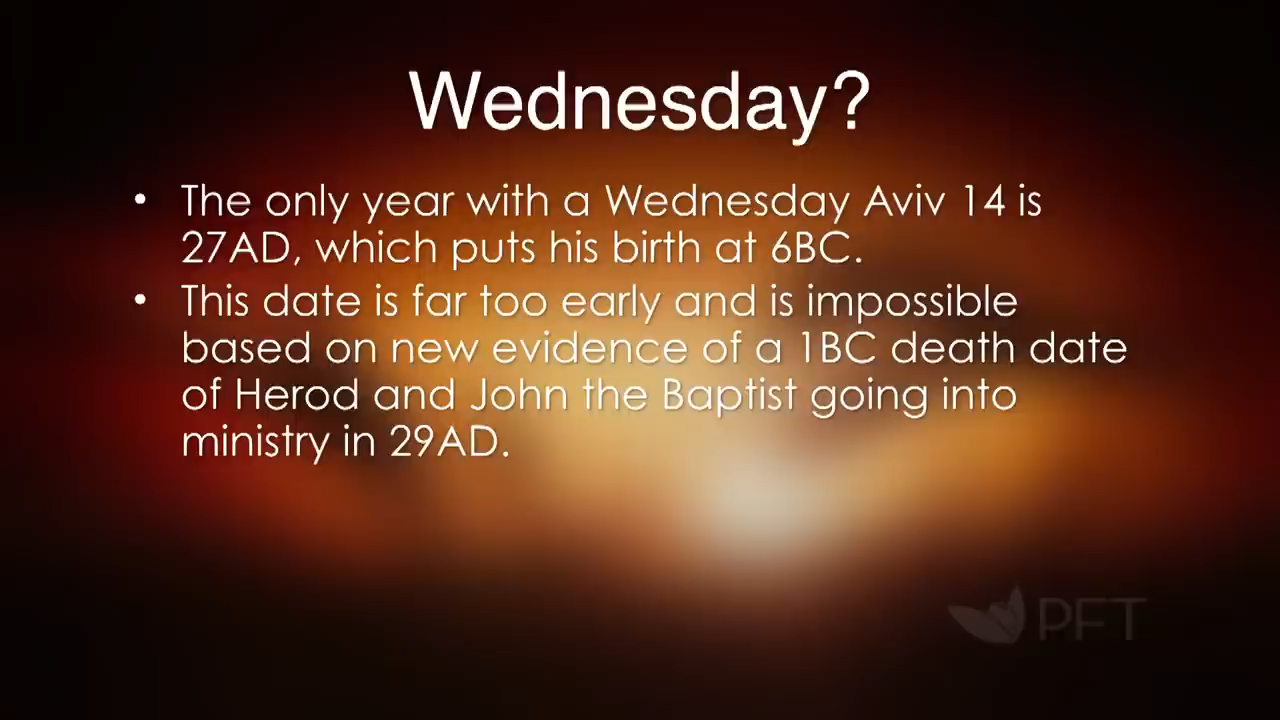 Wednesday?
• The only year with a Wednesday Aviv 14 is
27AD, which puts his birth at 6BC.
• This date is far too early and is impossible
based on new evidence of a 1BC death date
of Herod and John the Baptist going into
ministry in 29AD.
PFT